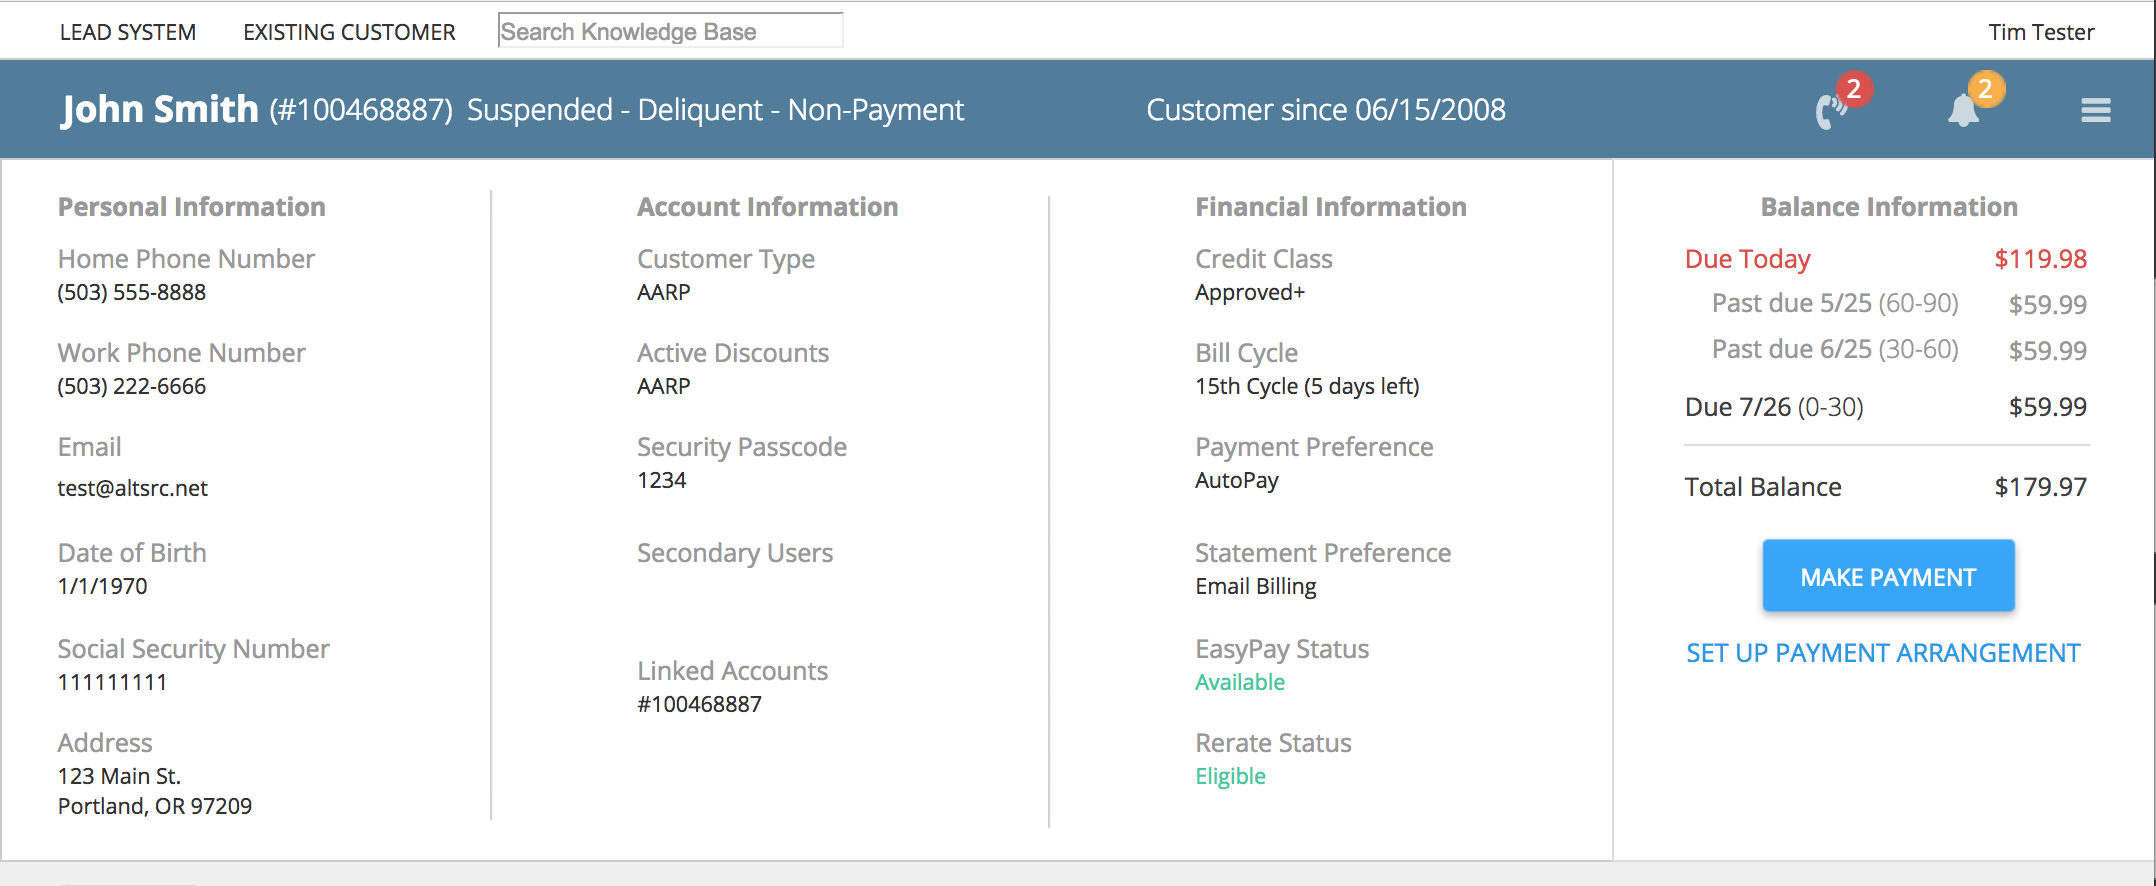 LEAD SYSTEM EXISTING CUSTOMER Search Knowledge Base Tim Tester
John Smith (#100468887) Suspended - Deliquent - Non-Payment Customer since 06/15/2008 2 2
Personal Information
Home Phone Number
(503) 555-8888
Work Phone Number
(503) 222-6666
Email
test@altsrc.net
Date of Birth
1/1/1970
Social Security Number
111111111
Address
123 Main St.
Portland, OR 97209
Account Information
Customer Type
AARP
Active Discounts
AARP
Security Passcode
1234
Secondary Users
Linked Accounts
#100468887
Financial Information
Credit Class
Approved+
Bill Cycle
15th Cycle (5 days left)
Payment Preference
AutoPay
Statement Preference
Email Billing
EasyPay Status
Available
Rerate Status
Eligible
Balance Information
Due Today $119.98
Past due 5/25 (60-90) $59.99
Past due 6/25 (30-60) $59.99
Due 7/26 (0-30) $59.99
Total Balance $179.97
MAKE PAYMENT
SET UP PAYMENT ARRANGEMENT